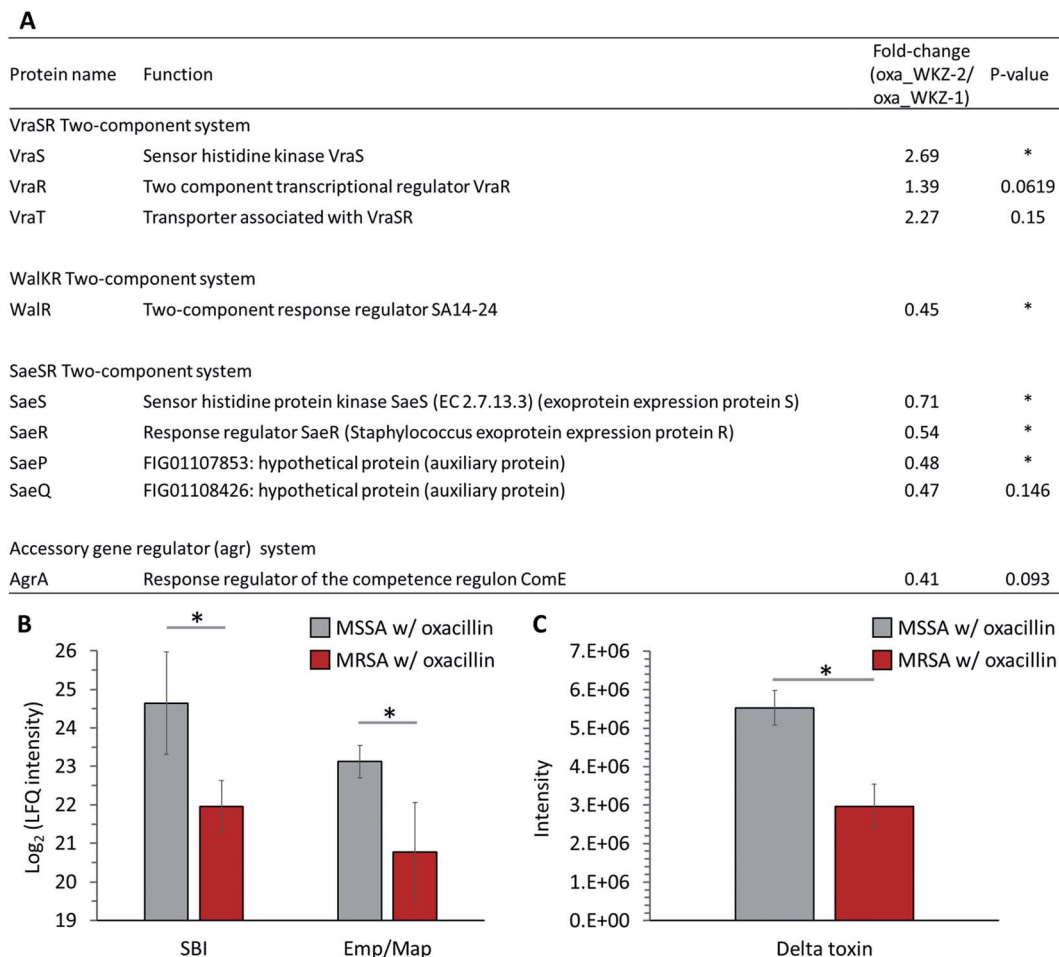 A
Protein name Function Fold-change (oxa_WKZ-2/ oxa_WKZ-1) P-value
VraSR Two-component system
VraS Sensor histidine kinase VraS 2.69 *
VraR Two component transcriptional regulator VraR 1.39 0.0619
VraT Transporter associated with VraSR 2.27 0.15
WalKR Two-component system
WalR Two-component response regulator SA14-24 0.45 *
SaeSR Two-component system
SaeS Sensor histidine protein kinase SaeS (EC 2.7.13.3) (exoprotein expression protein S) 0.71 *
SaeR Response regulator SaeR (Staphylococcus exoprotein expression protein R) 0.54 *
SaeP FIG01107853: hypothetical protein (auxiliary protein) 0.48 *
SaeQ FIG01108426: hypothetical protein (auxiliary protein) 0.47 0.146
Accessory gene regulator (agr) system
AgrA Response regulator of the competence regulon ComE 0.41 0.093
B
MSSA w/ oxacillin
MRSA w/ oxacillin
*
*
Log₂ (LFQ intensity)
26
25
24
23
22
21
20
19
SBI
Emp/Map
C
MSSA w/ oxacillin
MRSA w/ oxacillin
*
Intensity
7.E+06
6.E+06
5.E+06
4.E+06
3.E+06
2.E+06
1.E+06
0.E+00
Delta toxin